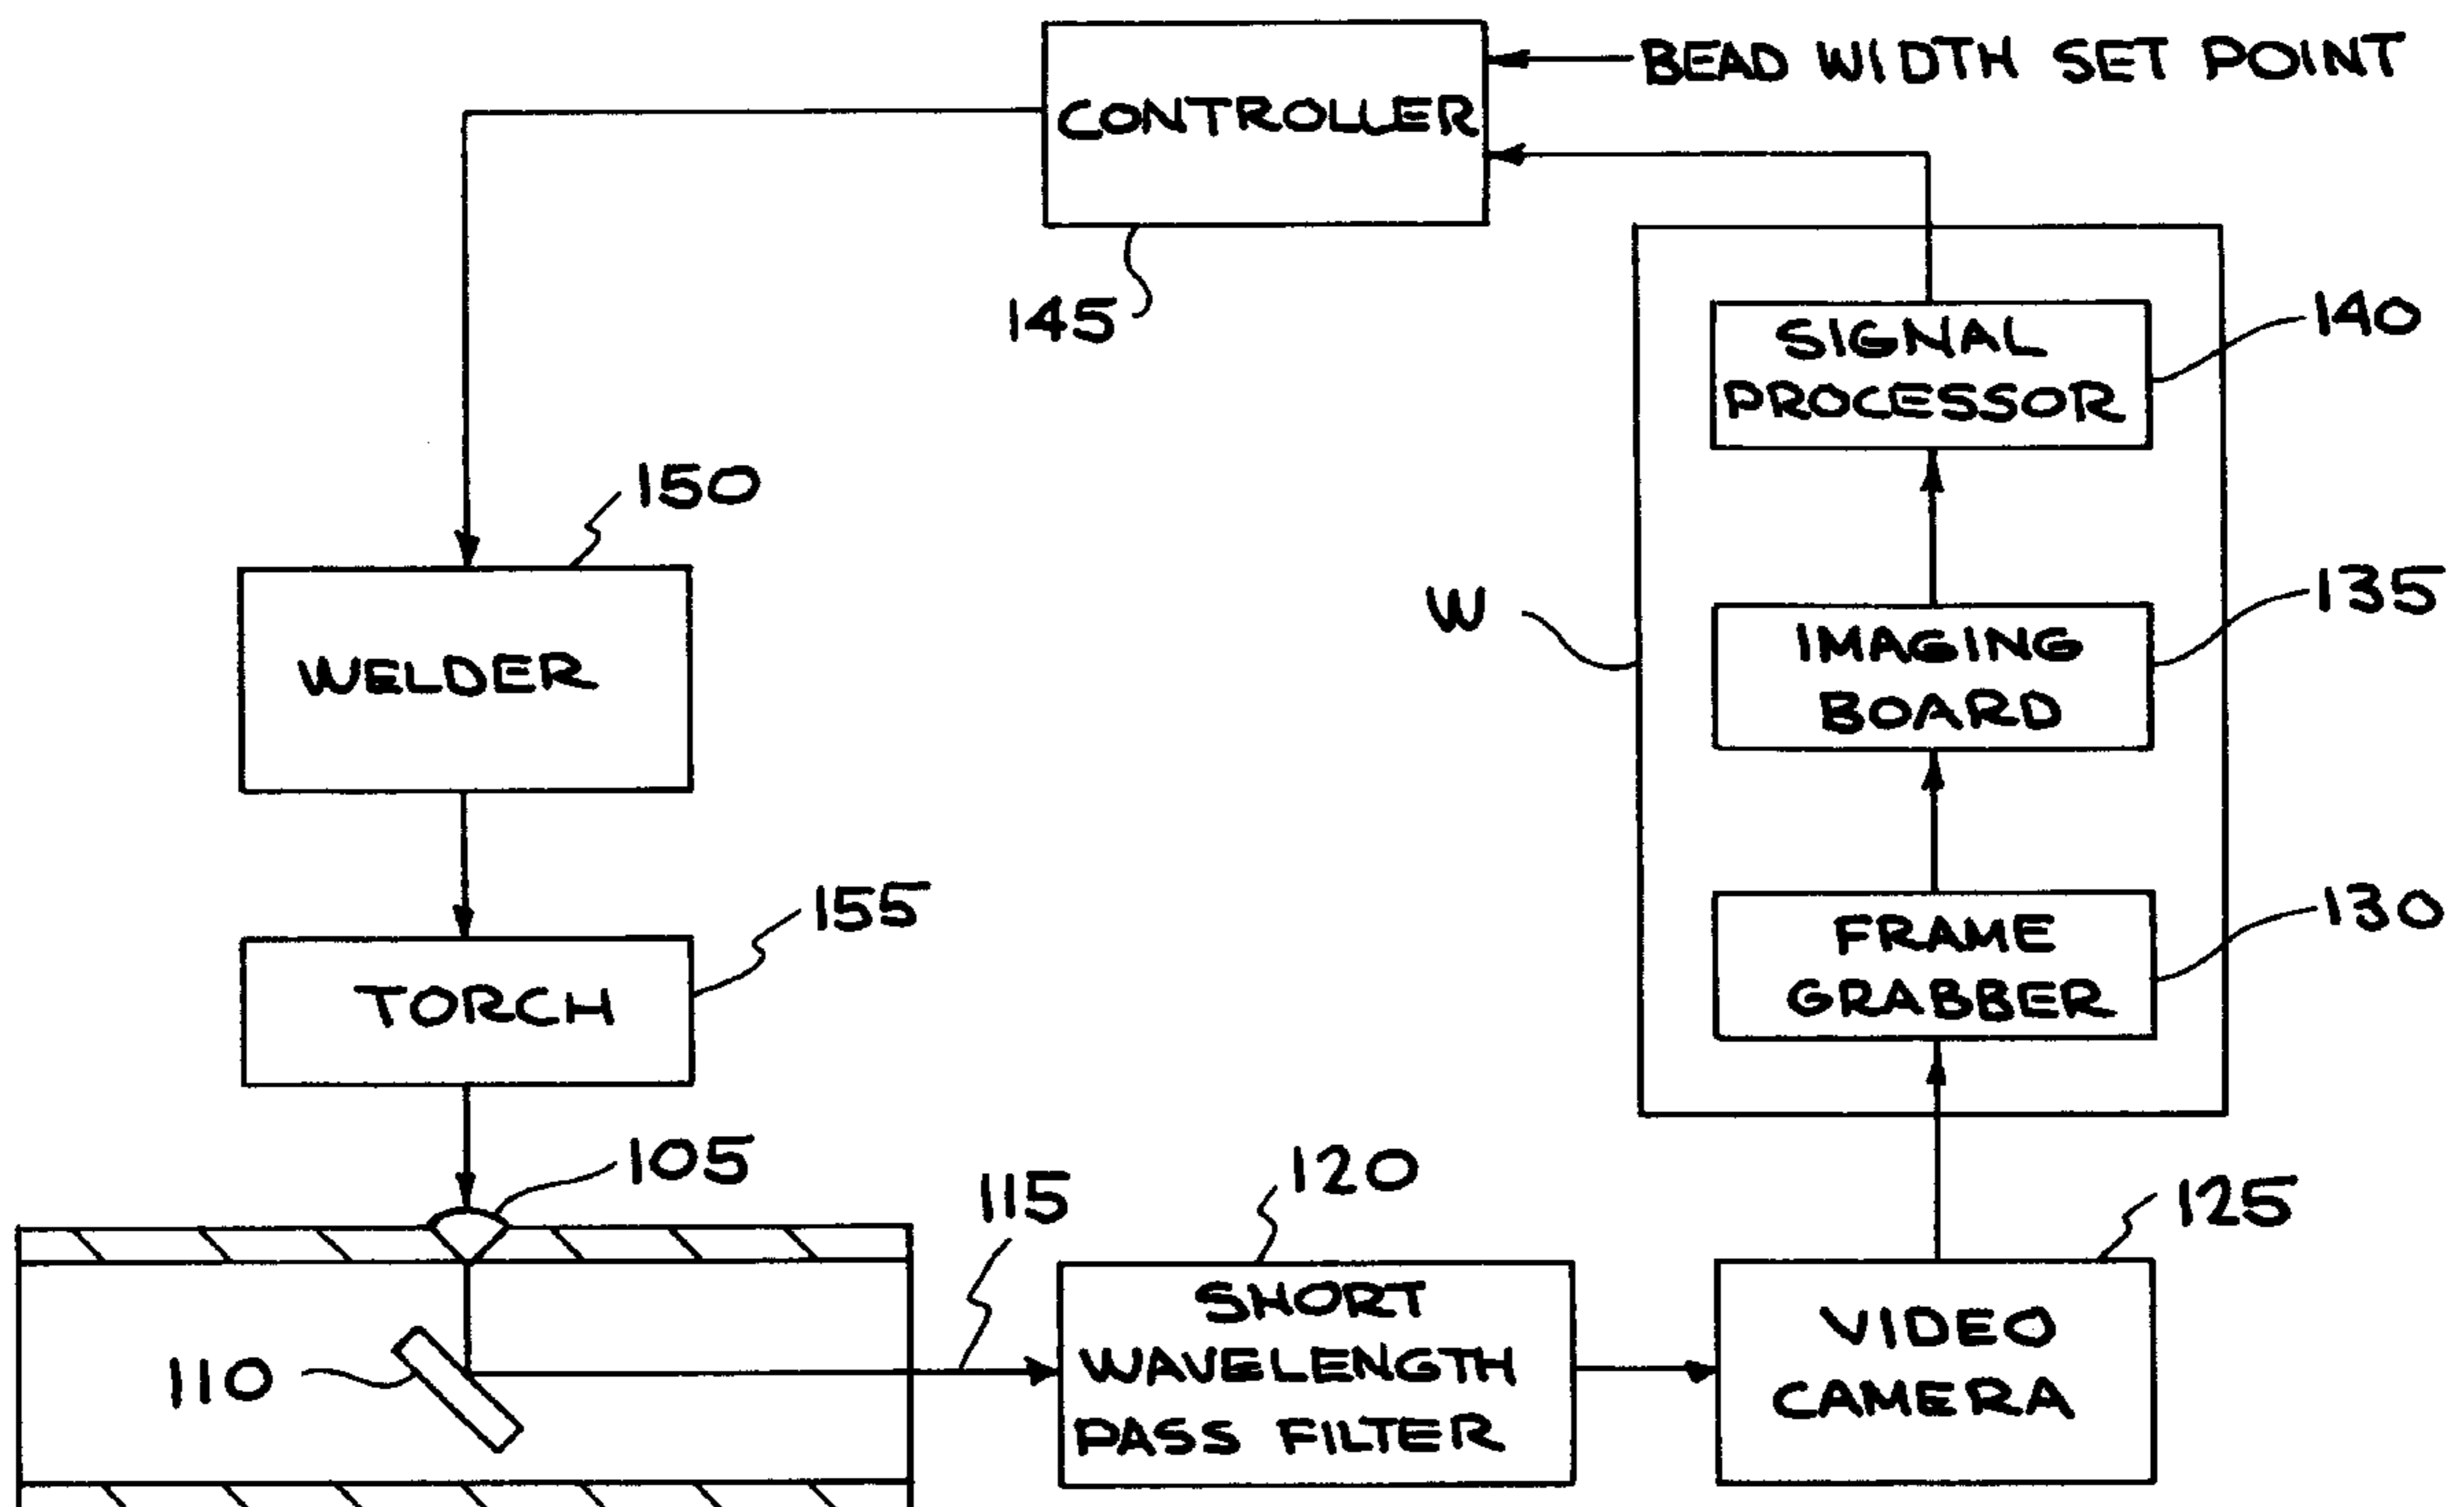 BEAD WIDTH SET POINT
CONTROLLER
145
SIGNAL
PROCESSOR
140
150
WELDER
W
IMAGING
BOARD
135
155
TORCH
FRAME
GRABBER
130
105
115
120
125
110
SHORT
WAVELENGTH
PASS FILTER
VIDEO
CAMERA